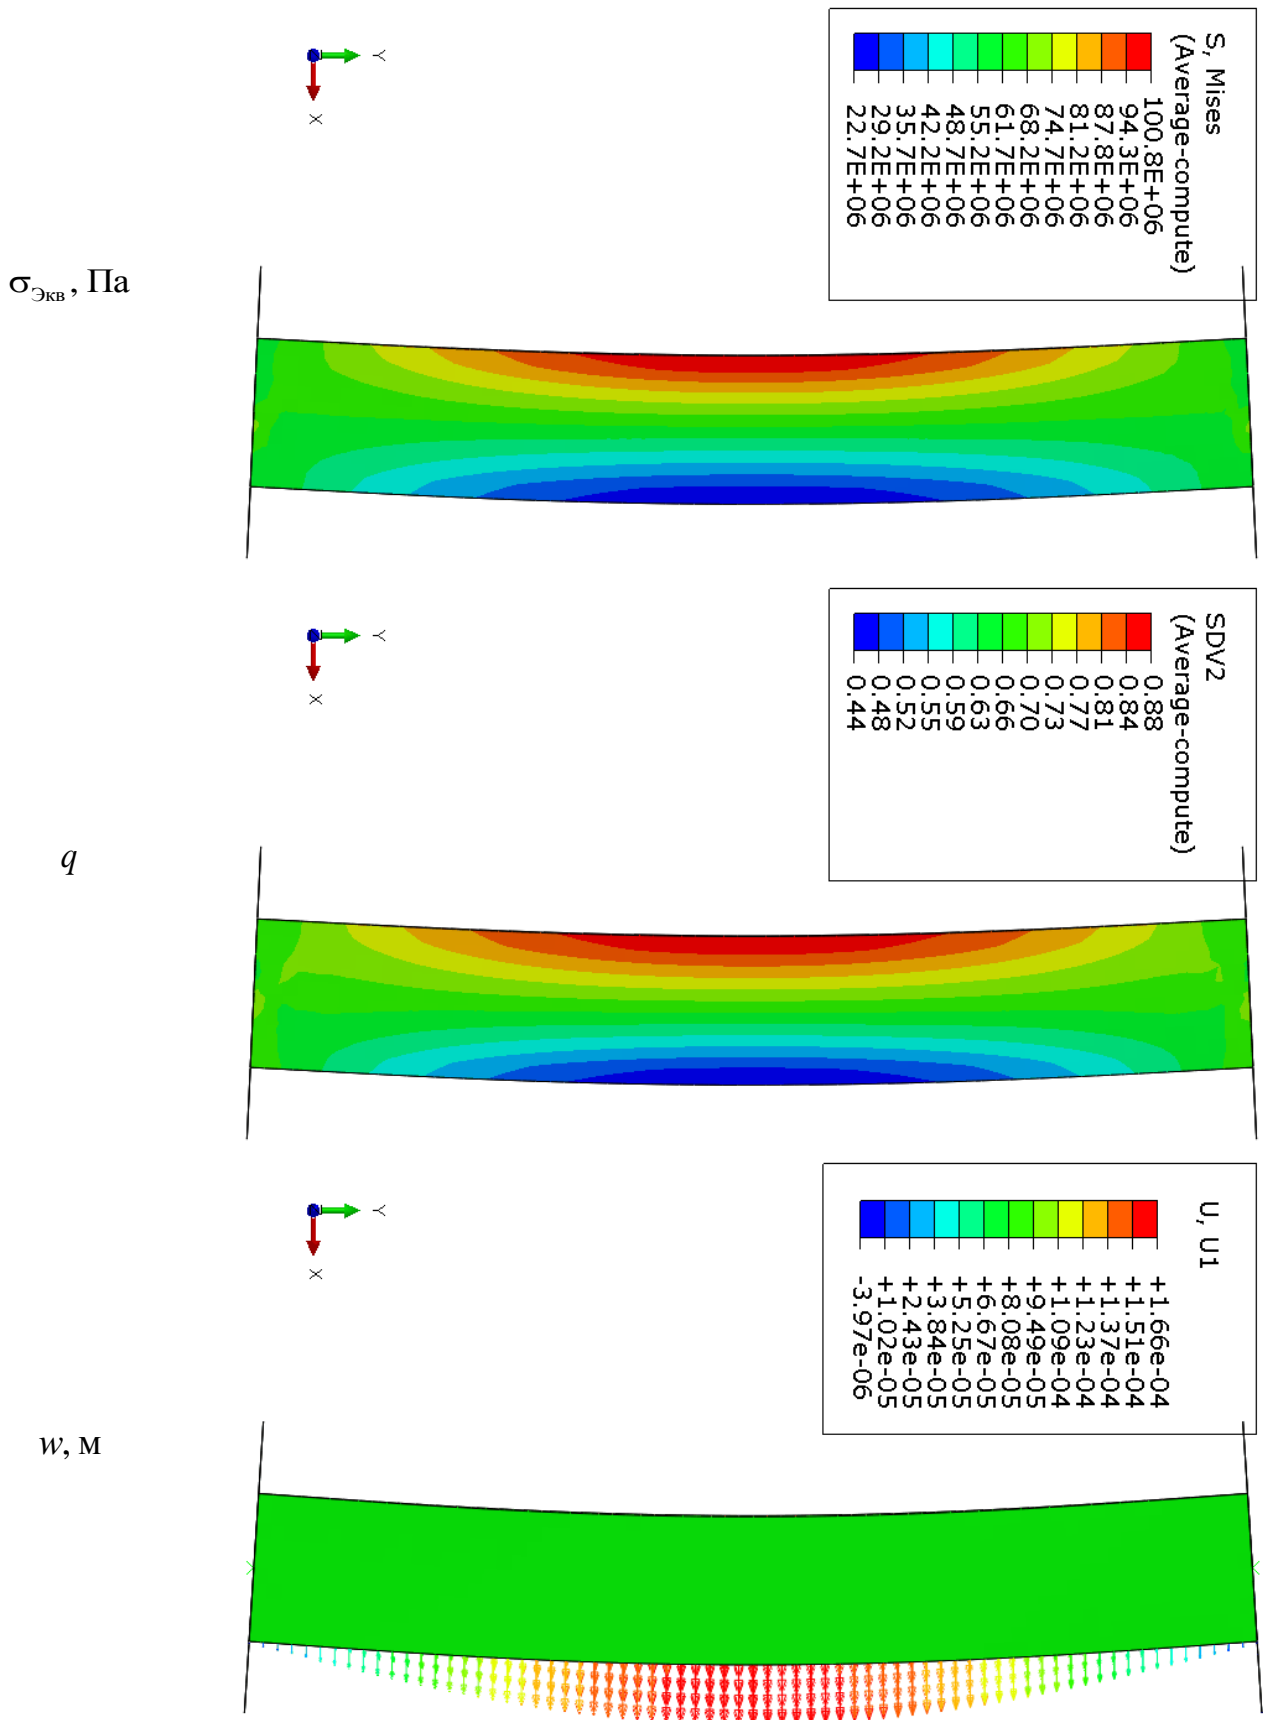 Y
X
S, Mises
(Average-compute)
100.8E+06
94.3E+06
87.8E+06
81.2E+06
74.7E+06
68.2E+06
61.7E+06
55.2E+06
48.7E+06
42.2E+06
35.7E+06
29.2E+06
22.7E+06
σЭкв, Па
Y
X
SDV2
(Average-compute)
0.88
0.84
0.81
0.77
0.73
0.70
0.66
0.63
0.59
0.55
0.52
0.48
0.44
q
Y
X
U, U1
+1.66e-04
+1.51e-04
+1.37e-04
+1.23e-04
+1.09e-04
+9.49e-05
+8.08e-05
+6.67e-05
+5.25e-05
+3.84e-05
+2.43e-05
+1.02e-05
-3.97e-06
w, м